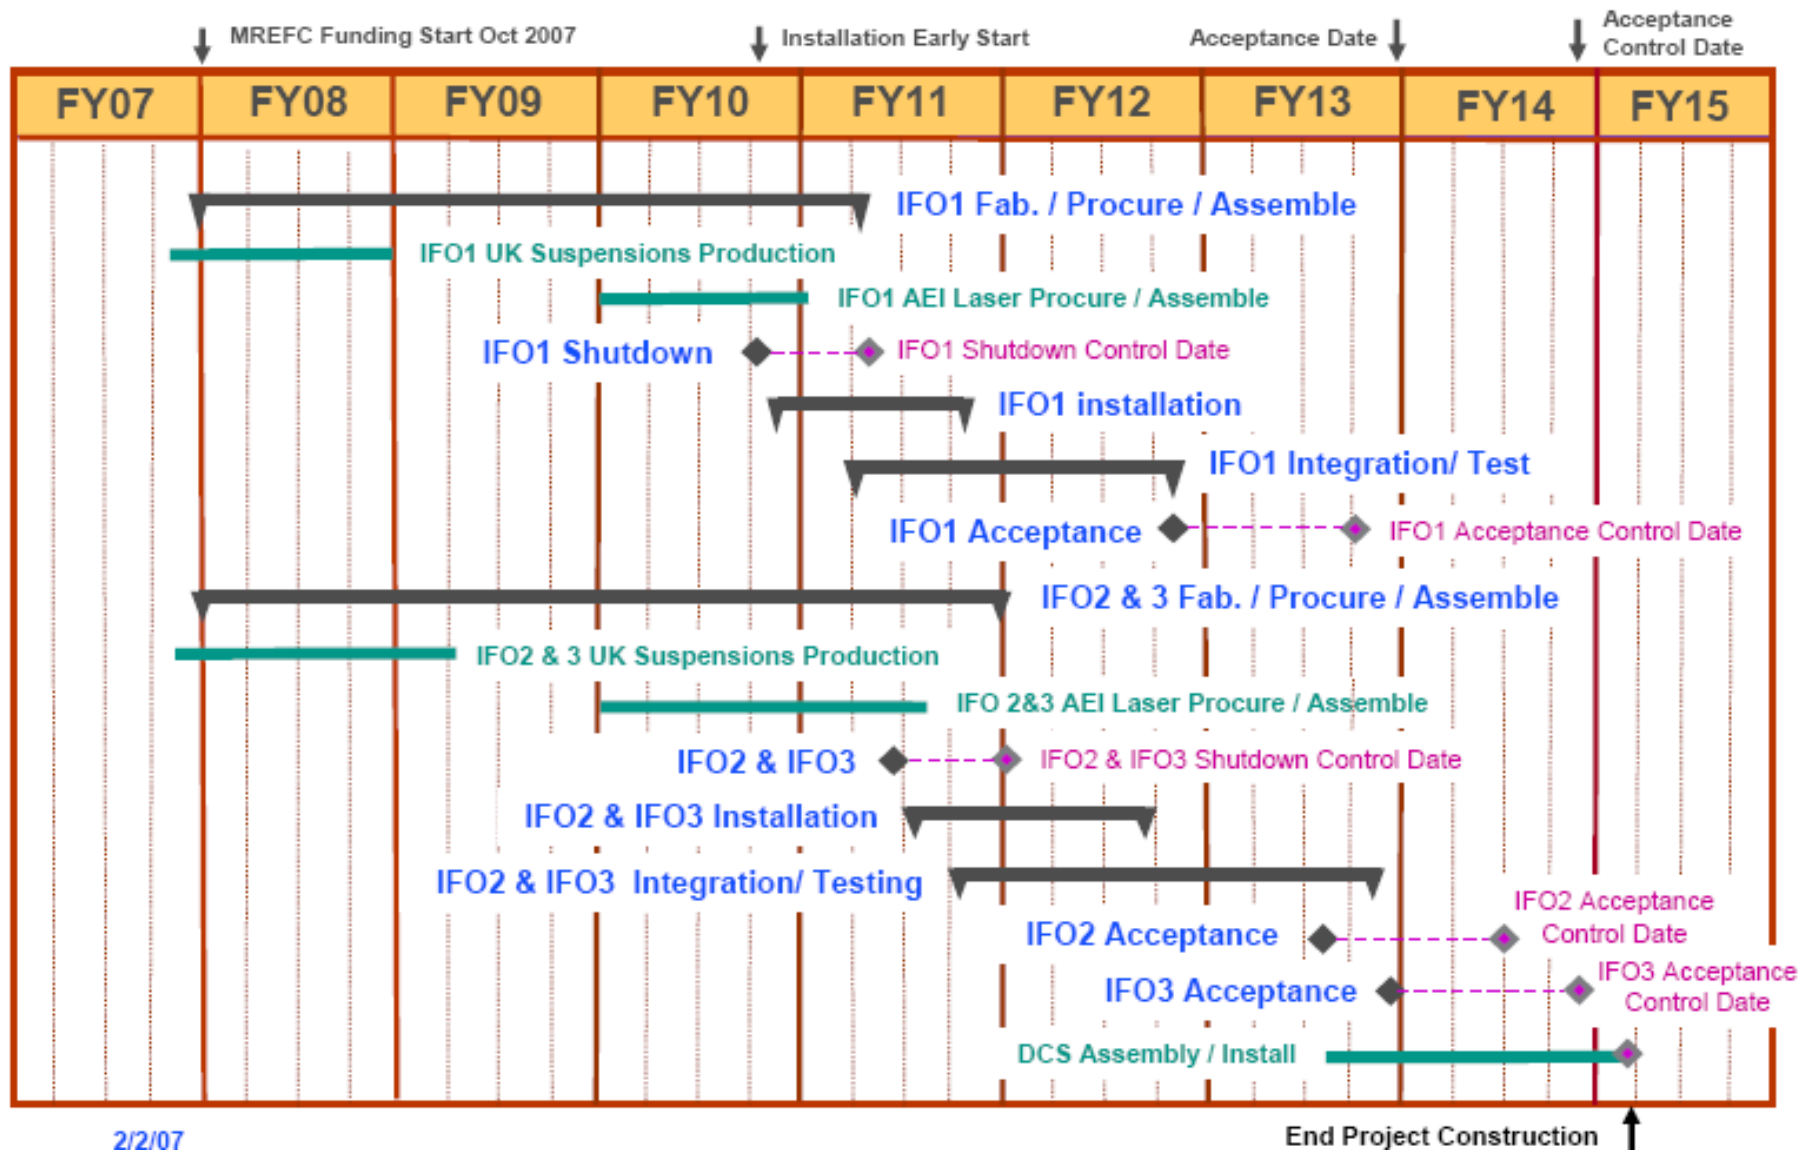 MREFC Funding Start Oct 2007
Installation Early Start
Acceptance Date
Acceptance
Control Date
FY07 FY08 FY09 FY10 FY11 FY12 FY13 FY14 FY15
IFO1 Fab. / Procure / Assemble
IFO1 UK Suspensions Production
IFO1 AEI Laser Procure / Assemble
IFO1 Shutdown
IFO1 Shutdown Control Date
IFO1 installation
IFO1 Integration/ Test
IFO1 Acceptance
IFO1 Acceptance Control Date
IFO2 & 3 Fab. / Procure / Assemble
IFO2 & 3 UK Suspensions Production
IFO 2&3 AEI Laser Procure / Assemble
IFO2 & IFO3
IFO2 & IFO3 Shutdown Control Date
IFO2 & IFO3 Installation
IFO2 & IFO3 Integration/ Testing
IFO2 Acceptance
IFO2 Acceptance
Control Date
IFO3 Acceptance
IFO3 Acceptance
Control Date
DCS Assembly / Install
2/2/07
End Project Construction